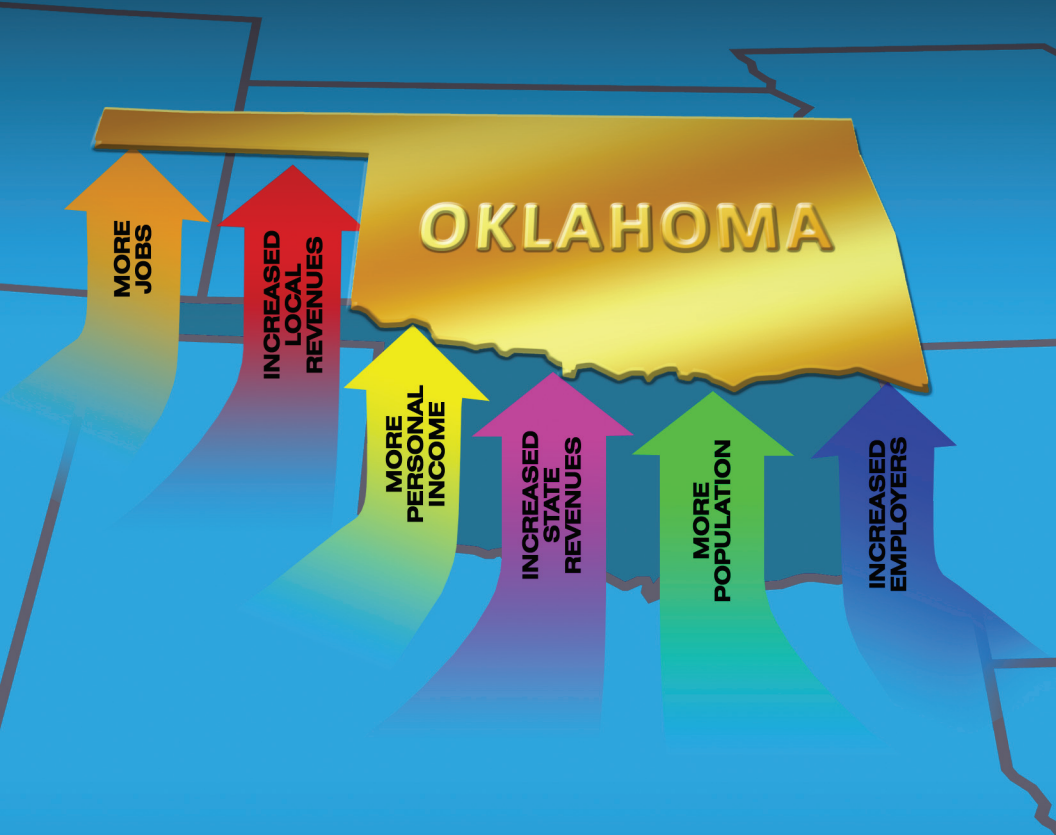 OKLAHOMA
MORE
JOBS
INCREASED
LOCAL
REVENUES
MORE
PERSONAL
INCOME
INCREASED
STATE
REVENUES
MORE
POPULATION
INCREASED
EMPLOYERS